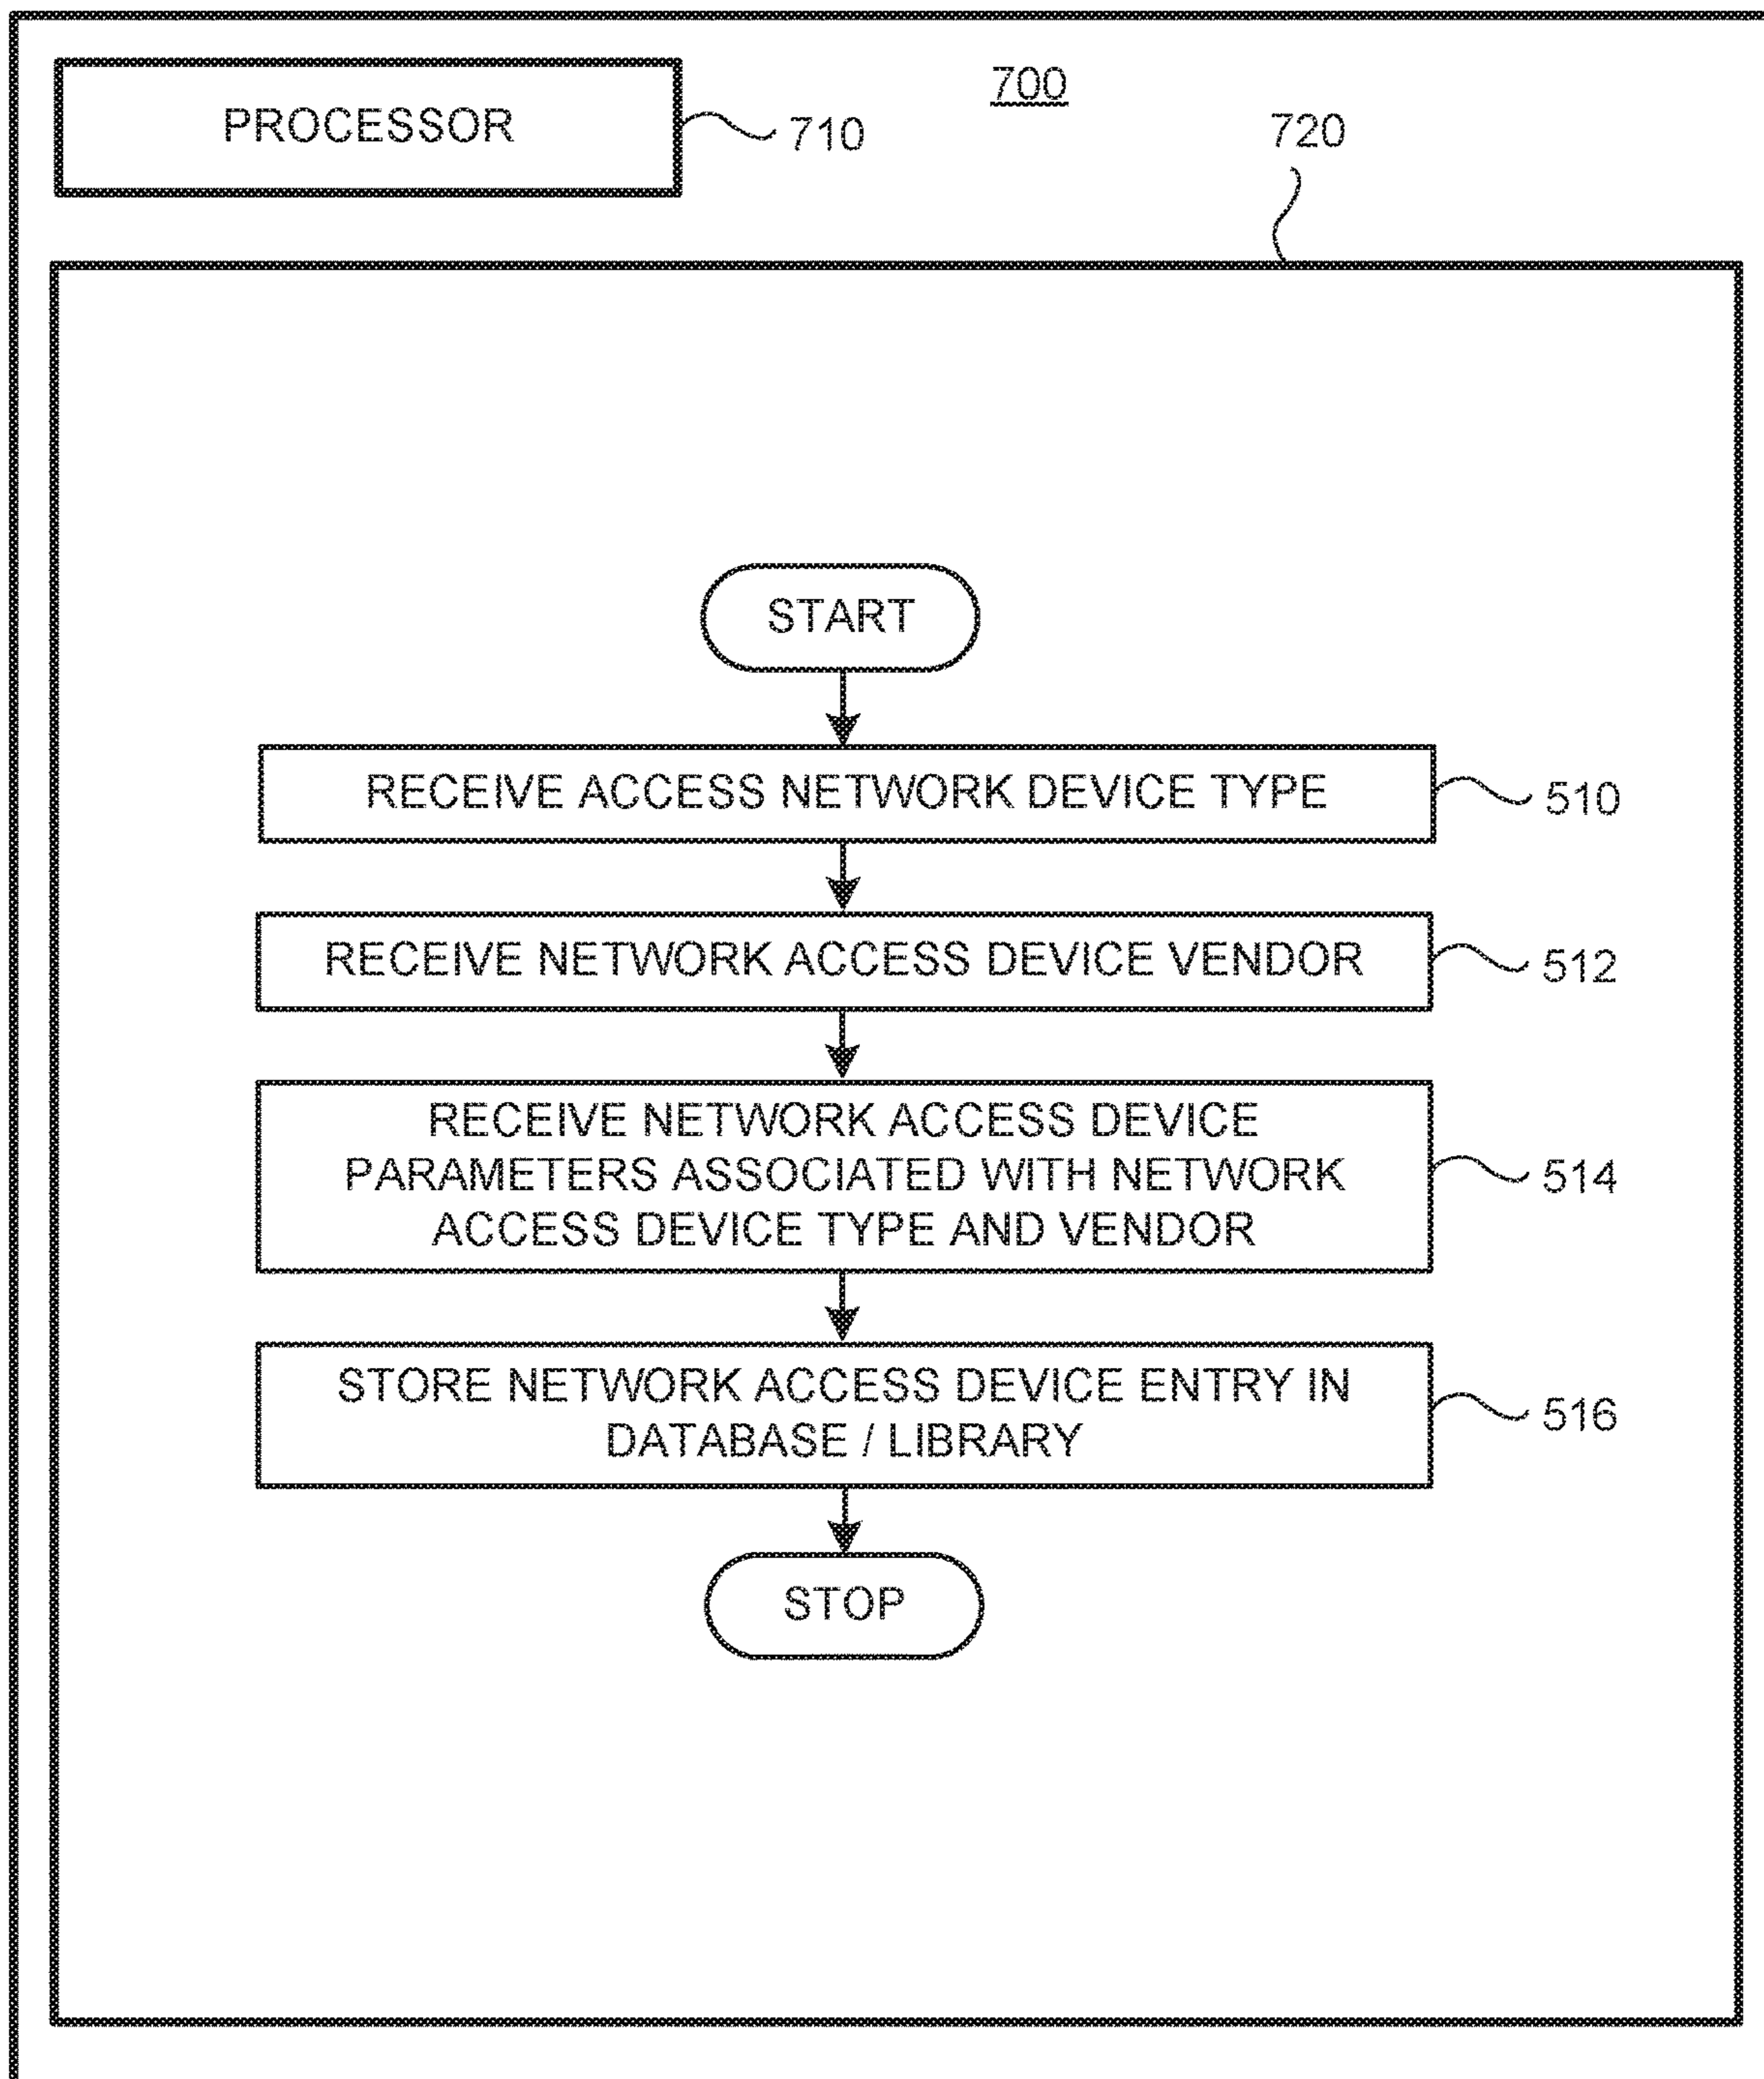 700
PROCESSOR
710
720
START
RECEIVE ACCESS NETWORK DEVICE TYPE
510
RECEIVE NETWORK ACCESS DEVICE VENDOR
512
RECEIVE NETWORK ACCESS DEVICE
PARAMETERS ASSOCIATED WITH NETWORK
ACCESS DEVICE TYPE AND VENDOR
514
STORE NETWORK ACCESS DEVICE ENTRY IN
DATABASE / LIBRARY
516
STOP